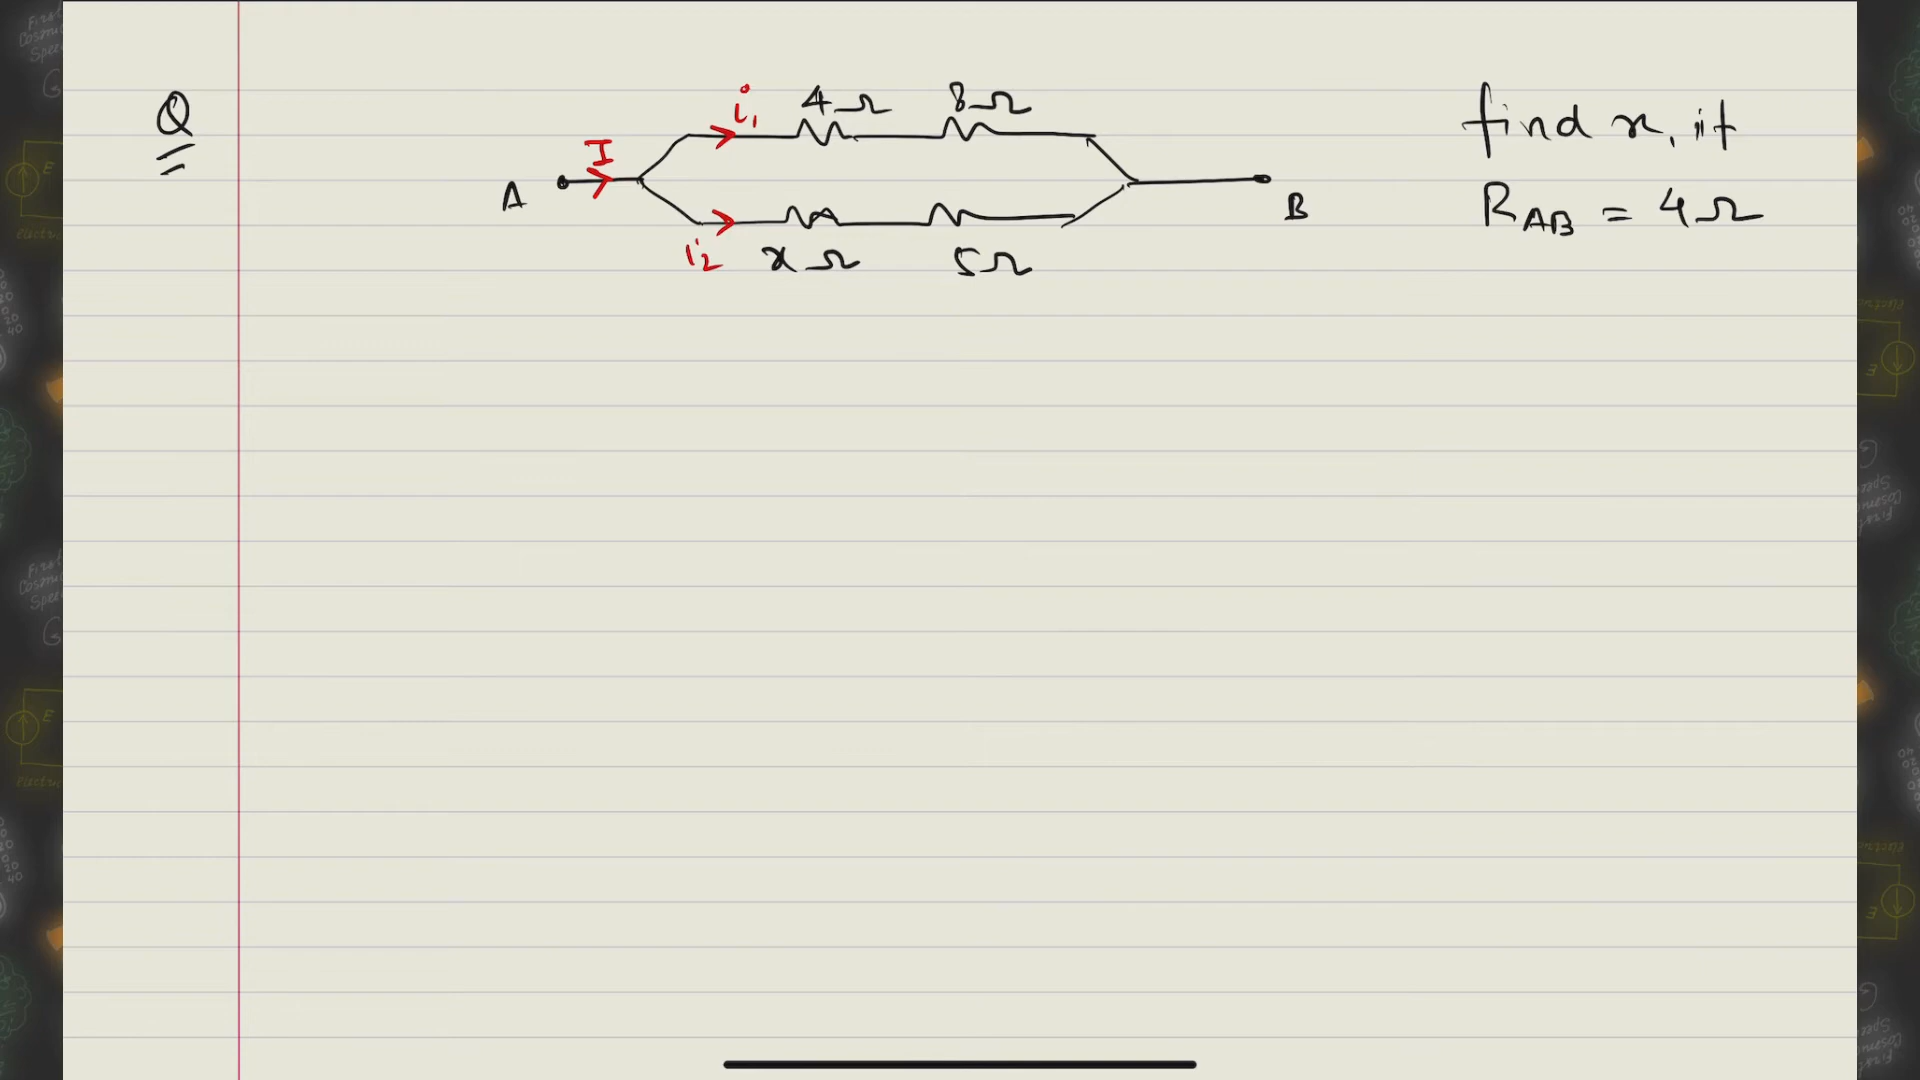 Q
4Ω 8Ω
i₁
I
A B
i₂ xΩ 5Ω
find x, if
R_AB = 4Ω